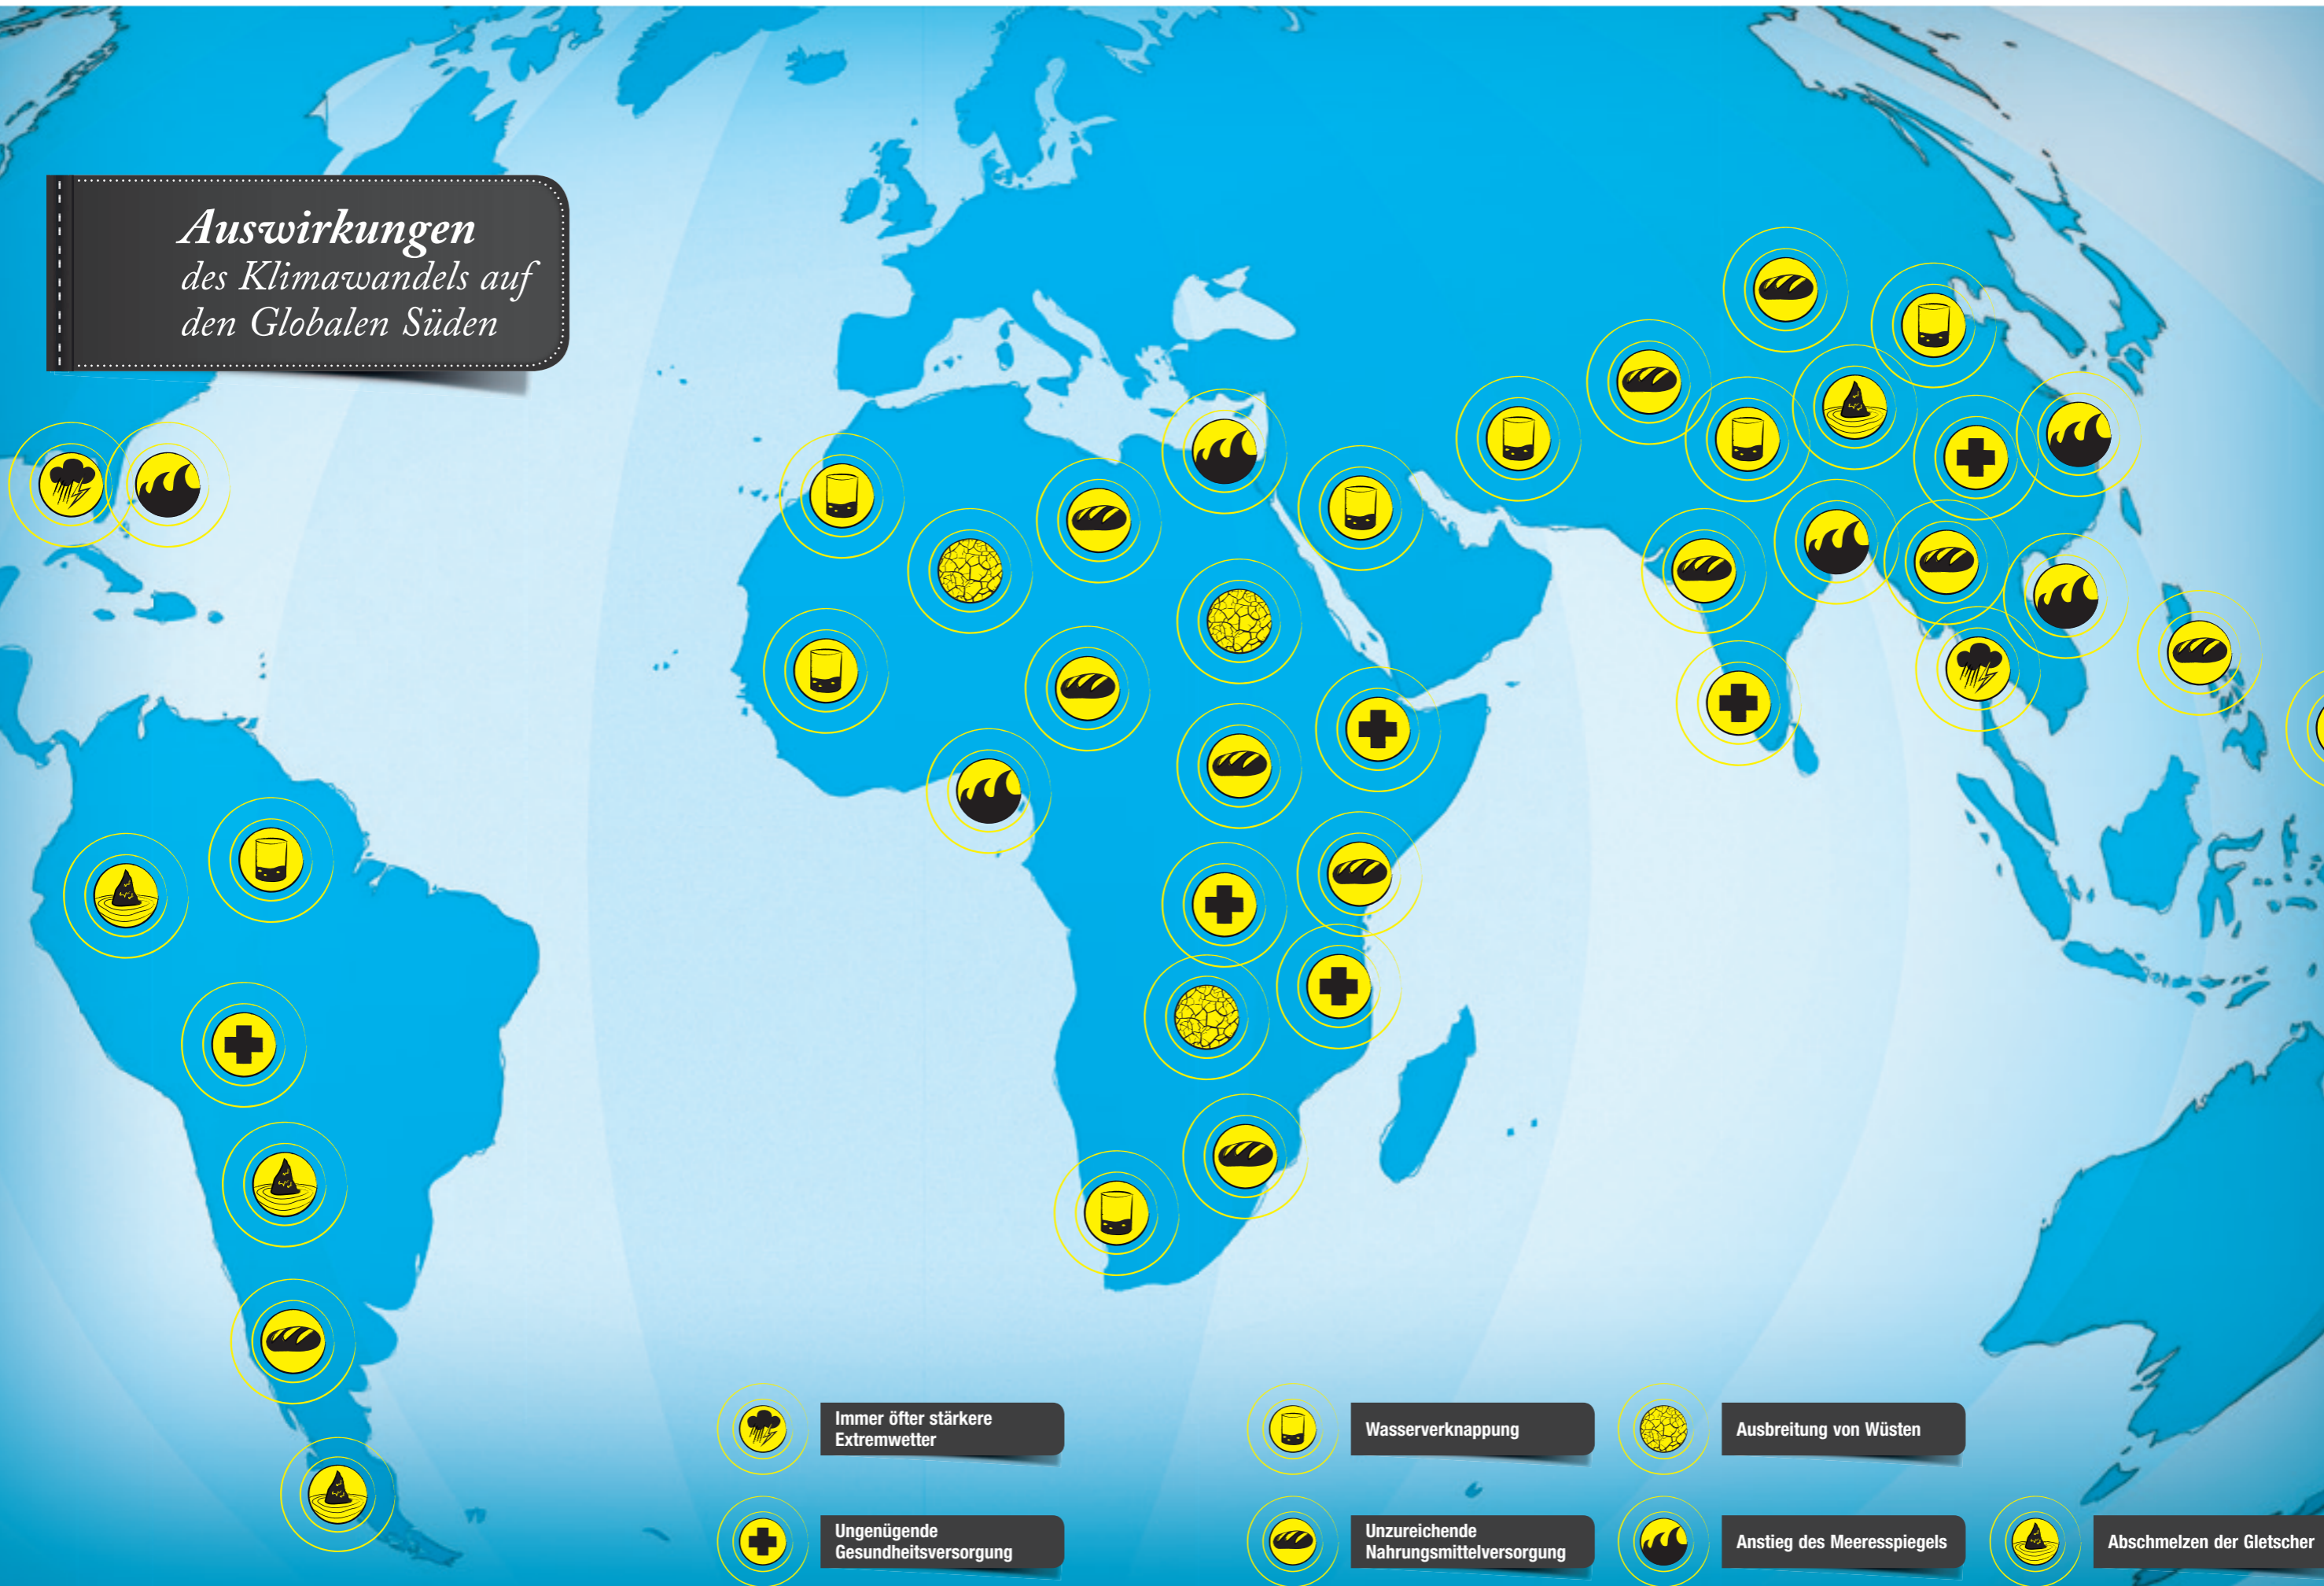 Auswirkungen
des Klimawandels auf
den Globalen Süden
Immer öfter stärkere
Extremwetter
Wasserverknappung
Ausbreitung von Wüsten
Ungenügende
Gesundheitsversorgung
Unzureichende
Nahrungsmittelversorgung
Anstieg des Meeresspiegels
Abschmelzen der Gletscher